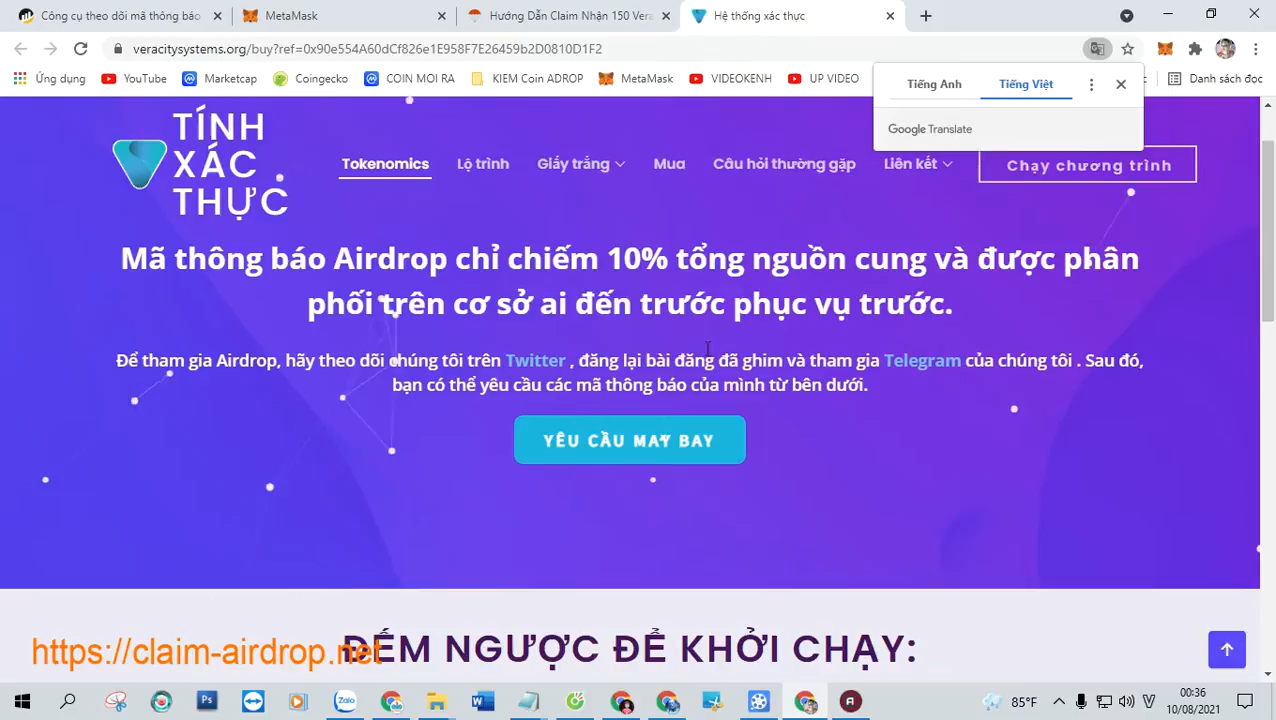 Công cụ theo dõi mã thông báo
MetaMask
Hướng Dẫn Claim Nhận 150 Vera
Hệ thống xác thực
veracitysystems.org/buy?ref=0x90e554A60dCf826e1E958F7E26459b2D0810D1F2
Ứng dụng
YouTube
Marketcap
Coingecko
COIN MOI RA
KIEM Coin ADROP
MetaMask
VIDEOKENH
UP VIDEO
Danh sách đọc
Tiếng Anh
Tiếng Việt
Google Translate
TÍNH
XÁC
THỰC
Tokenomics
Lộ trình
Giấy trắng
Mua
Câu hỏi thường gặp
Liên kết
Chạy chương trình
Mã thông báo Airdrop chỉ chiếm 10% tổng nguồn cung và được phân
phối trên cơ sở ai đến trước phục vụ trước.
Để tham gia Airdrop, hãy theo dõi chúng tôi trên Twitter , đăng lại bài đăng đã ghim và tham gia Telegram của chúng tôi . Sau đó,
bạn có thể yêu cầu các mã thông báo của mình từ bên dưới.
YÊU CẦU MAY BAY
ĐẾM NGƯỢC ĐỂ KHỞI CHẠY:
https://claim-airdrop.net
85°F
00:36
10/08/2021